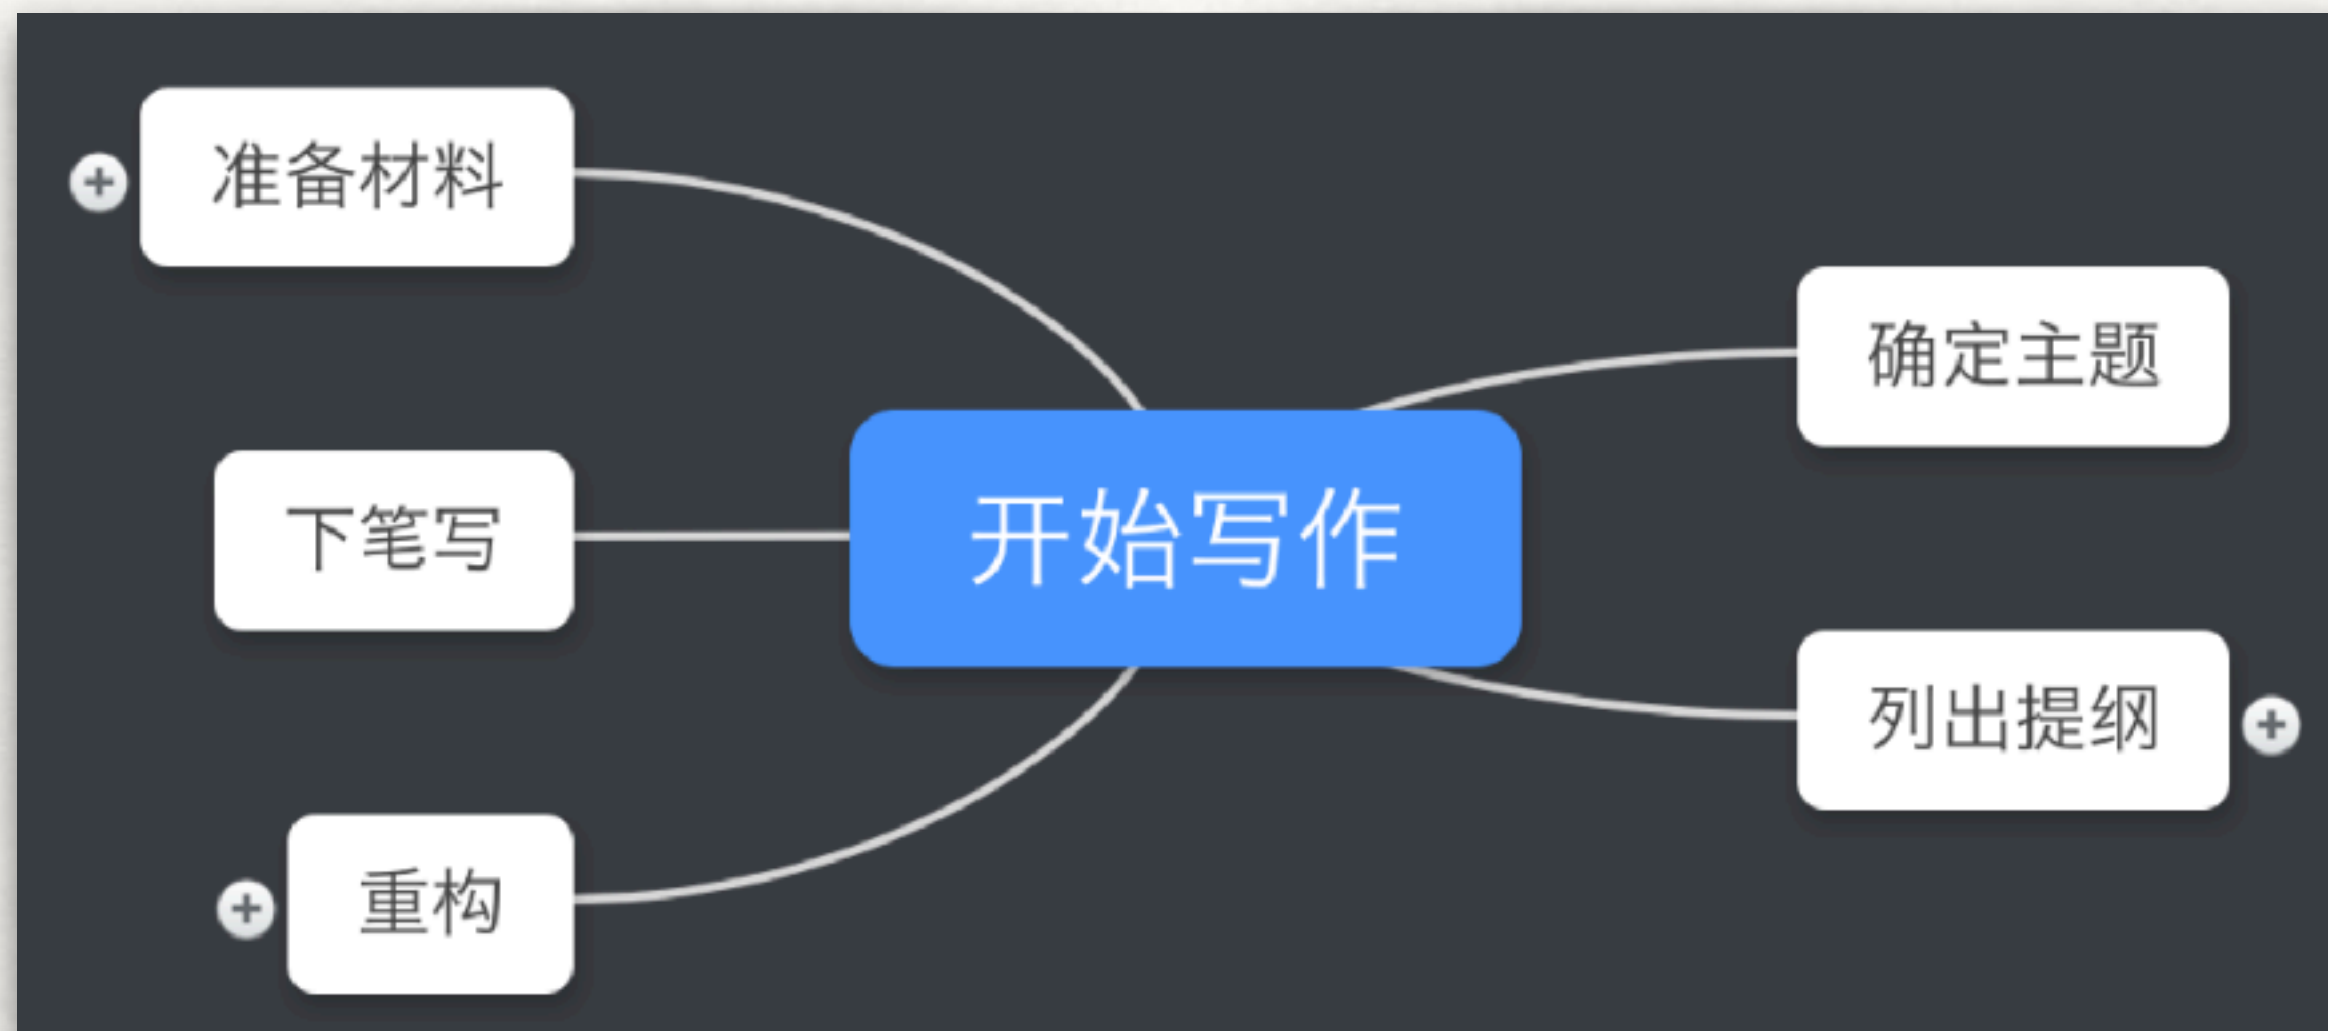 准备材料
确定主题
下笔写
开始写作
列出提纲
重构